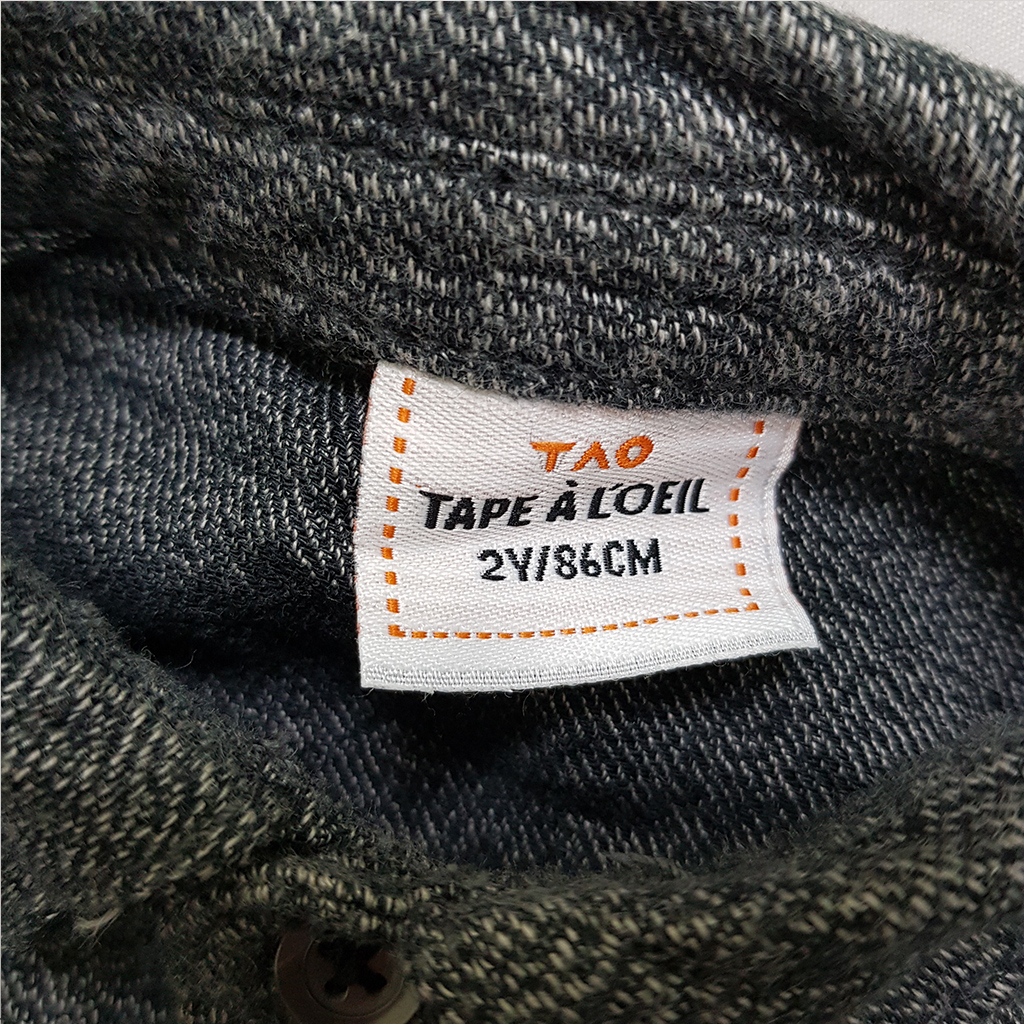 TAO
TAPE À L'OEIL
2Y/86CM